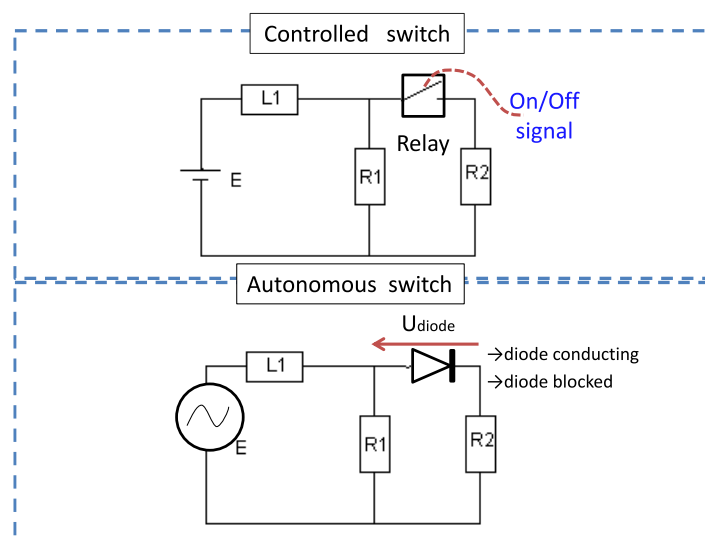 Controlled switch
L1
On/Off
signal
Relay
E
R1
R2
Autonomous switch
Udiode
→diode conducting
→diode blocked
L1
E
R1
R2